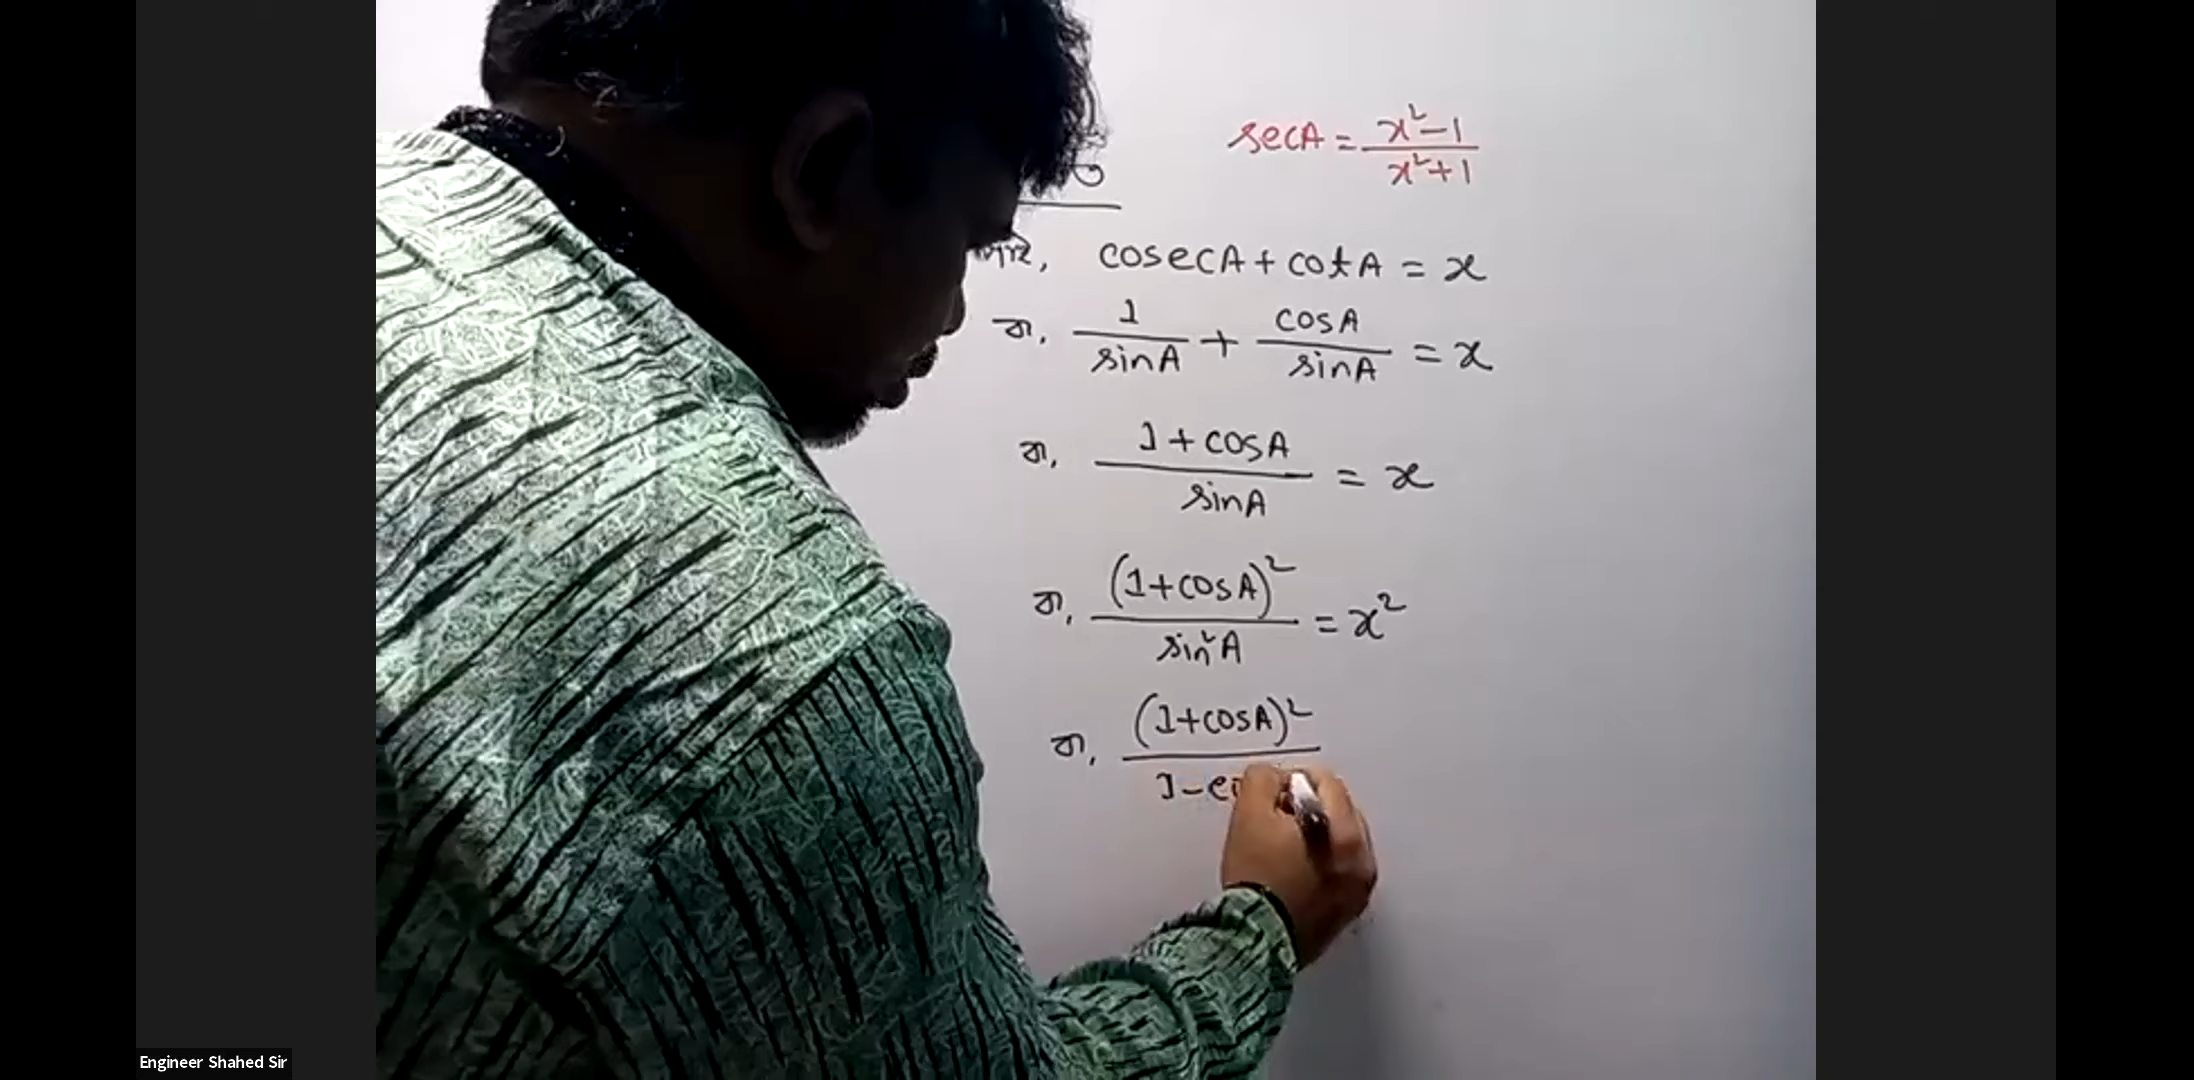 secA = x²-1 / x²+1
cosecA + cotA = x
বা, 1/sinA + cosA/sinA = x
বা, 1+cosA / sinA = x
বা, (1+cosA)² / sin²A = x²
বা, (1+cosA)² / 1-co
Engineer Shahed Sir